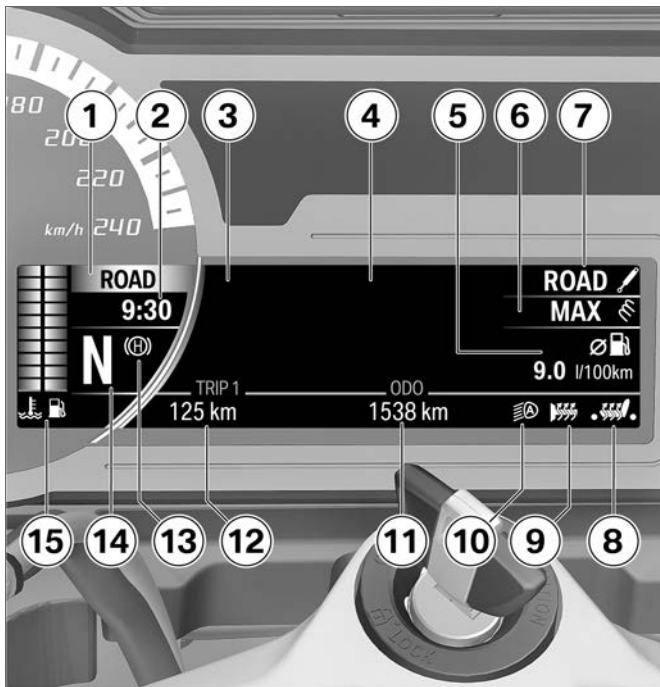 180
200
220
km/h 240
1 2 3 4 5 6 7
ROAD
9:30
N (H)
ROAD
MAX
Ø
9.0 l/100km
TRIP 1
125 km
ODO
1538 km
A
15 14 13 12 11 10 9 8
LOCK